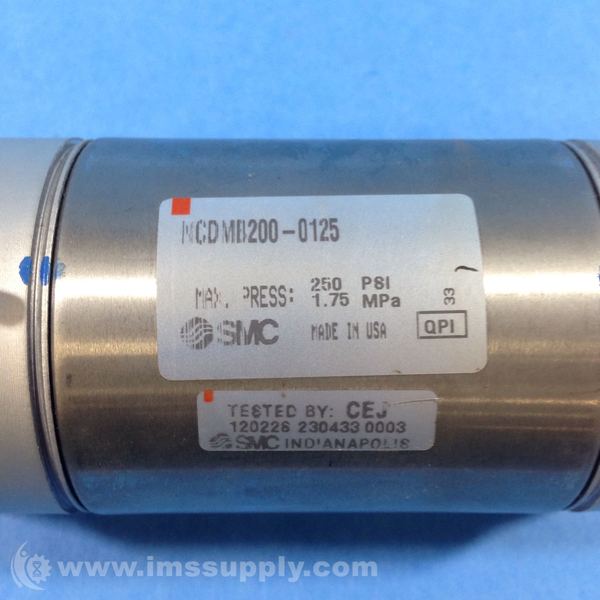 NCDMB200-0125
MAX. PRESS: 250 PSI
1.75 MPa
33
SMC MADE IN USA QPI
TESTED BY: CEJ
120228 230433 0003
SMC INDIANAPOLIS
www.imssupply.com